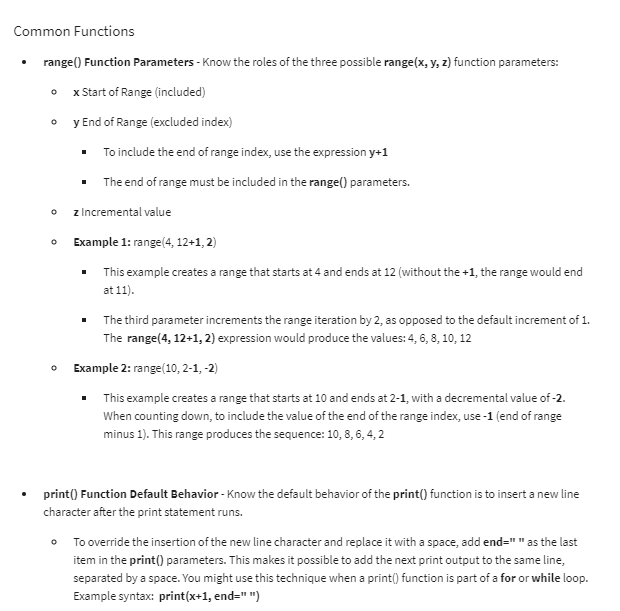 Common Functions
range() Function Parameters - Know the roles of the three possible range(x, y, z) function parameters:
x Start of Range (included)
y End of Range (excluded index)
To include the end of range index, use the expression y+1
The end of range must be included in the range() parameters.
z Incremental value
Example 1: range(4, 12+1, 2)
This example creates a range that starts at 4 and ends at 12 (without the +1, the range would end
at 11).
The third parameter increments the range iteration by 2, as opposed to the default increment of 1.
The range(4, 12+1, 2) expression would produce the values: 4, 6, 8, 10, 12
Example 2: range(10, 2-1, -2)
This example creates a range that starts at 10 and ends at 2-1, with a decremental value of -2.
When counting down, to include the value of the end of the range index, use -1 (end of range
minus 1). This range produces the sequence: 10, 8, 6, 4, 2
print() Function Default Behavior - Know the default behavior of the print() function is to insert a new line
character after the print statement runs.
To override the insertion of the new line character and replace it with a space, add end=" " as the last
item in the print() parameters. This makes it possible to add the next print output to the same line,
separated by a space. You might use this technique when a print() function is part of a for or while loop.
Example syntax: print(x+1, end=" ")